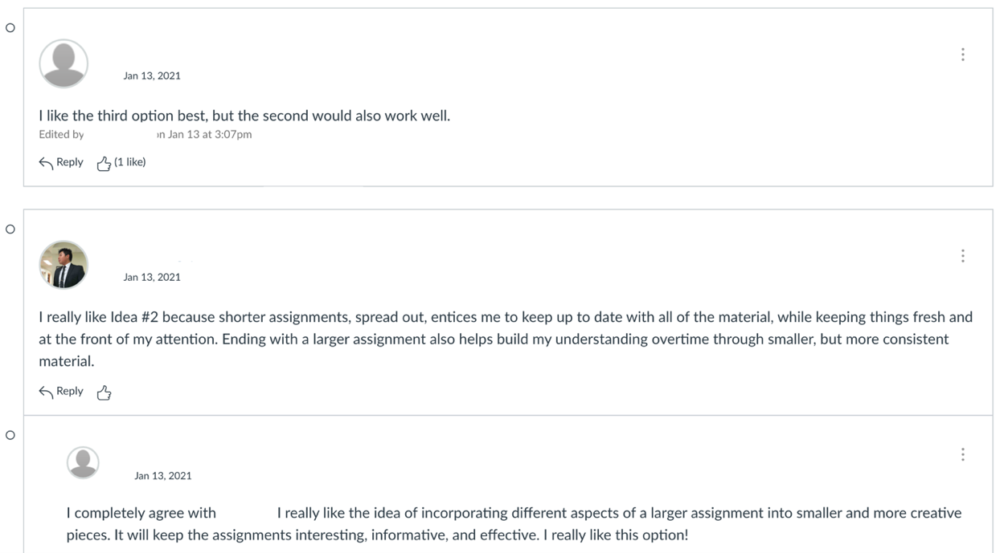 Jan 13, 2021
I like the third option best, but the second would also work well.
Edited by on Jan 13 at 3:07pm
Reply (1 like)
Jan 13, 2021
I really like Idea #2 because shorter assignments, spread out, entices me to keep up to date with all of the material, while keeping things fresh and
at the front of my attention. Ending with a larger assignment also helps build my understanding overtime through smaller, but more consistent
material.
Reply
Jan 13, 2021
I completely agree with I really like the idea of incorporating different aspects of a larger assignment into smaller and more creative
pieces. It will keep the assignments interesting, informative, and effective. I really like this option!